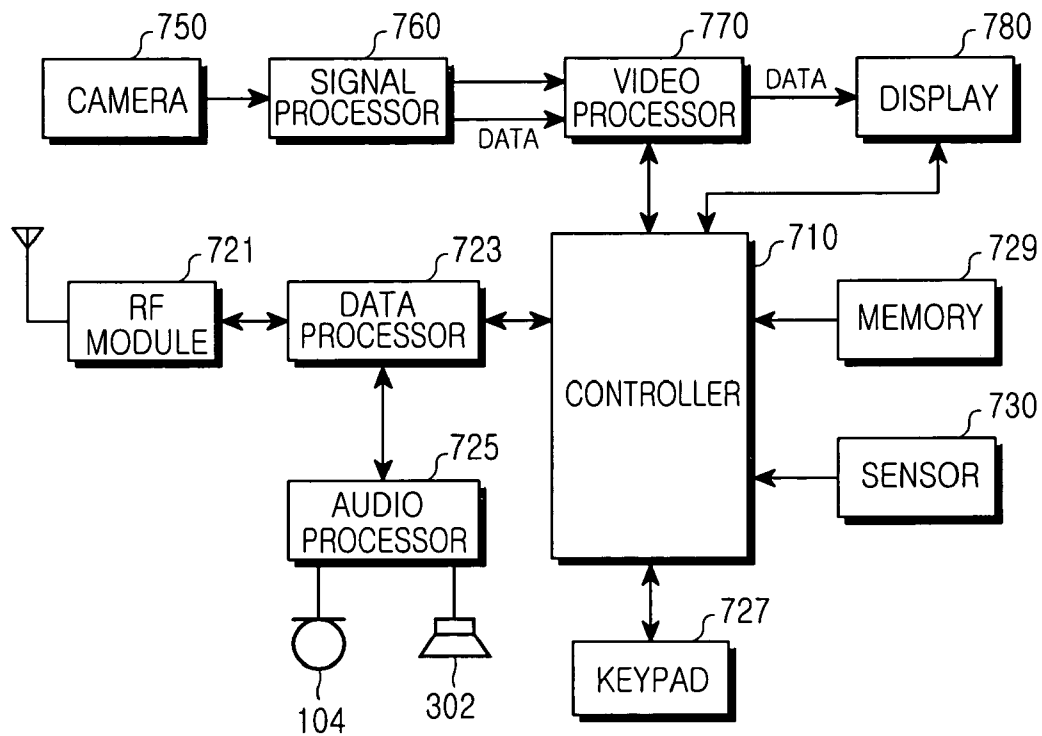 750
760
770
780
CAMERA
SIGNAL
PROCESSOR
DATA
VIDEO
PROCESSOR
DATA
DISPLAY
721
723
710
729
RF
MODULE
DATA
PROCESSOR
CONTROLLER
MEMORY
725
730
AUDIO
PROCESSOR
SENSOR
727
KEYPAD
104
302